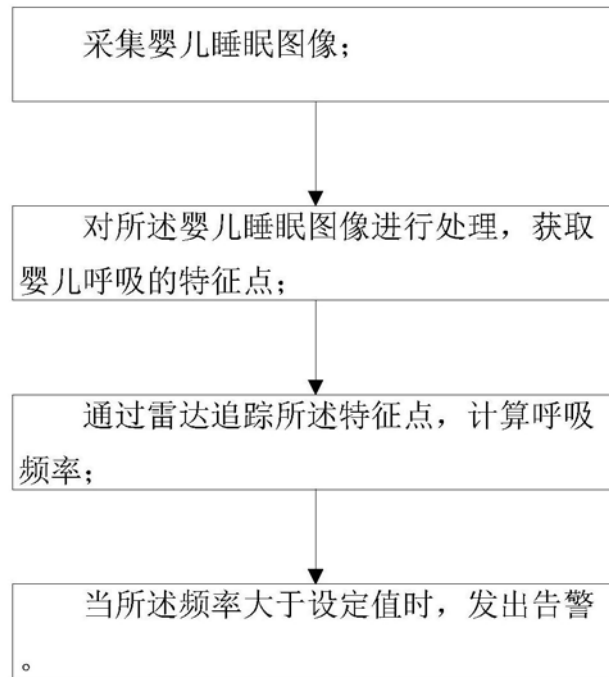 采集婴儿睡眠图像；
对所述婴儿睡眠图像进行处理，获取
婴儿呼吸的特征点；
通过雷达追踪所述特征点，计算呼吸
频率；
当所述频率大于设定值时，发出告警
。